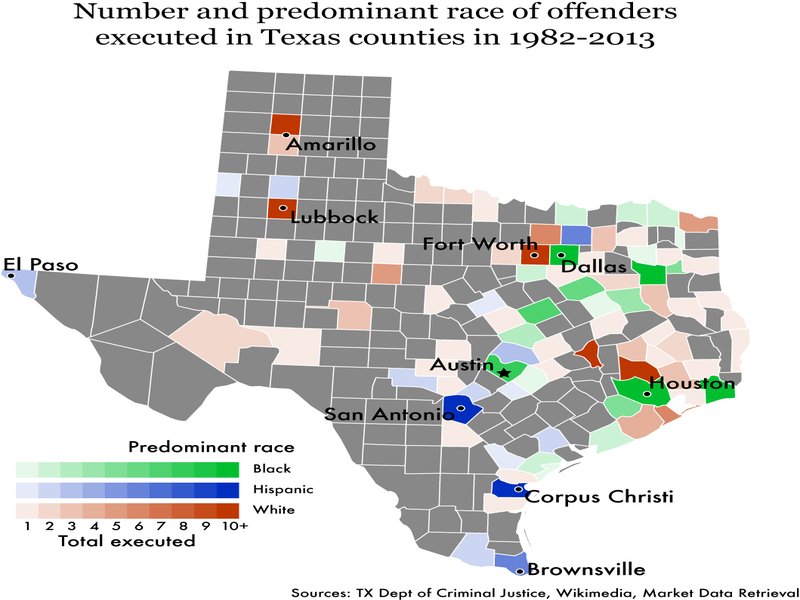 Number and predominant race of offenders
executed in Texas counties in 1982-2013
Amarillo
Lubbock
Fort Worth
El Paso
Dallas
Austin
Houston
San Antonio
Predominant race
Black
Hispanic
Corpus Christi
White
1 2 3 4 5 6 7 8 9 10+
Total executed
Brownsville
Sources: TX Dept of Criminal Justice, Wikimedia, Market Data Retrieval